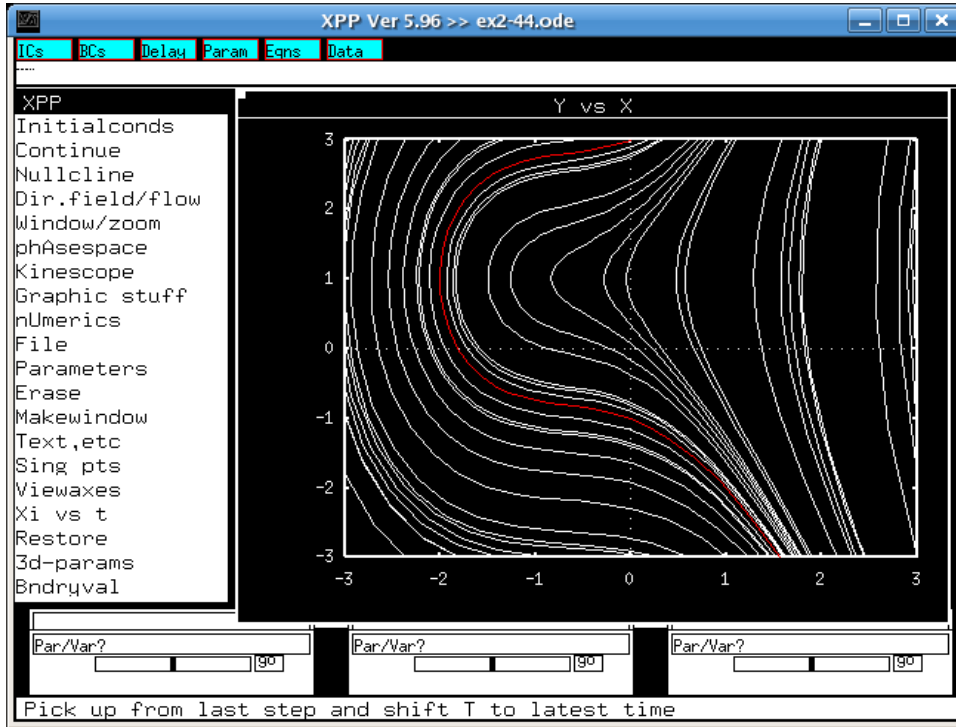 XPP Ver 5.96 >> ex2-44.ode
ICs BCs Delay Param Eqns Data
XPP
Initialconds
Continue
Nullcline
Dir.field/flow
Window/zoom
phAsespace
Kinescope
Graphic stuff
nUmerics
File
Parameters
Erase
Makewindow
Text,etc
Sing pts
Viewaxes
Xi vs t
Restore
3d-params
Bndryval
Y vs X
3
2
1
0
-1
-2
-3
-3 -2 -1 0 1 2 3
Par/Var? Par/Var? Par/Var?
go go go
Pick up from last step and shift T to latest time